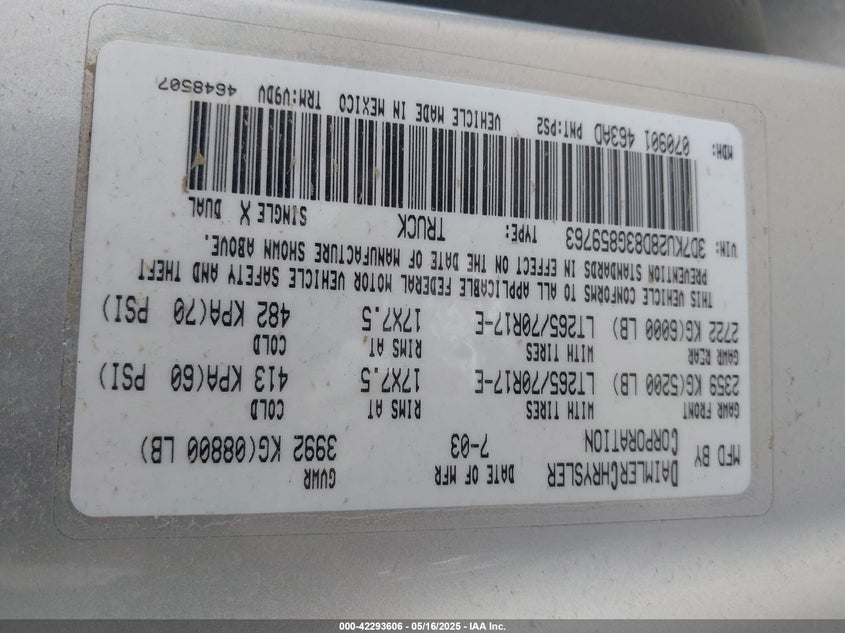 MFD BY DAIMLERCHRYSLER CORPORATION
DATE OF MFR 7-03
GVWR 3992 KG(08800 LB)
GAWR FRONT WITH TIRES RIMS AT COLD
2359 KG(5200 LB) LT265/70R17-E 17X7.5 413 KPA(60 PSI)
GAWR REAR WITH TIRES RIMS AT COLD
2722 KG(6000 LB) LT265/70R17-E 17X7.5 482 KPA(70 PSI)
THIS VEHICLE CONFORMS TO ALL APPLICABLE FEDERAL MOTOR VEHICLE SAFETY AND THEFT
PREVENTION STANDARDS IN EFFECT ON THE DATE OF MANUFACTURE SHOWN ABOVE.
VIN: 3D7KU28D83G859763 TYPE: TRUCK SINGLE X DUAL
MDH: 070901 463AD PNT:PS2 VEHICLE MADE IN MEXICO TRM:V9DV 4648507
000-42293606 - 05/16/2025 - IAA Inc.